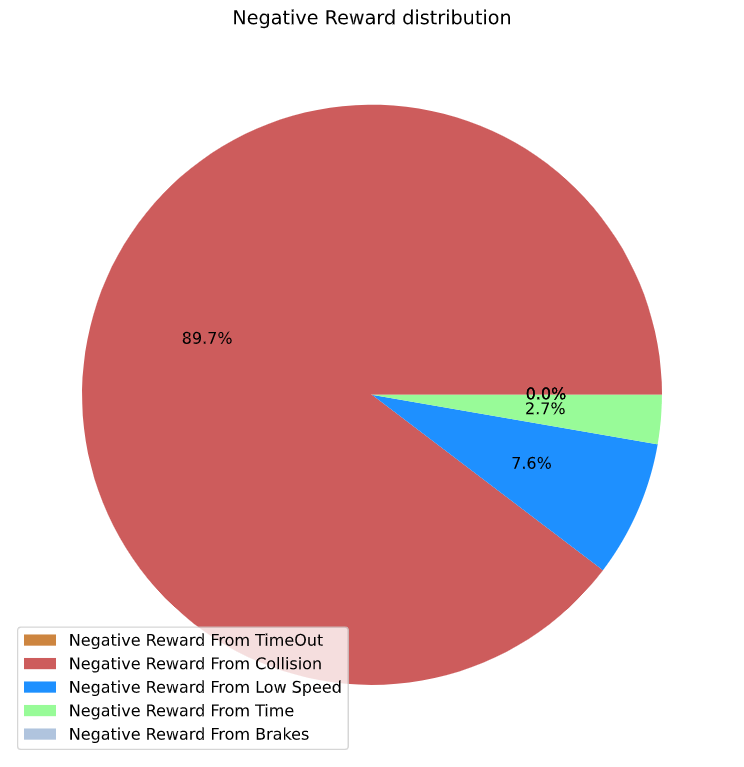 Negative Reward distribution
89.7%
0.0%
2.7%
7.6%
Negative Reward From TimeOut
Negative Reward From Collision
Negative Reward From Low Speed
Negative Reward From Time
Negative Reward From Brakes